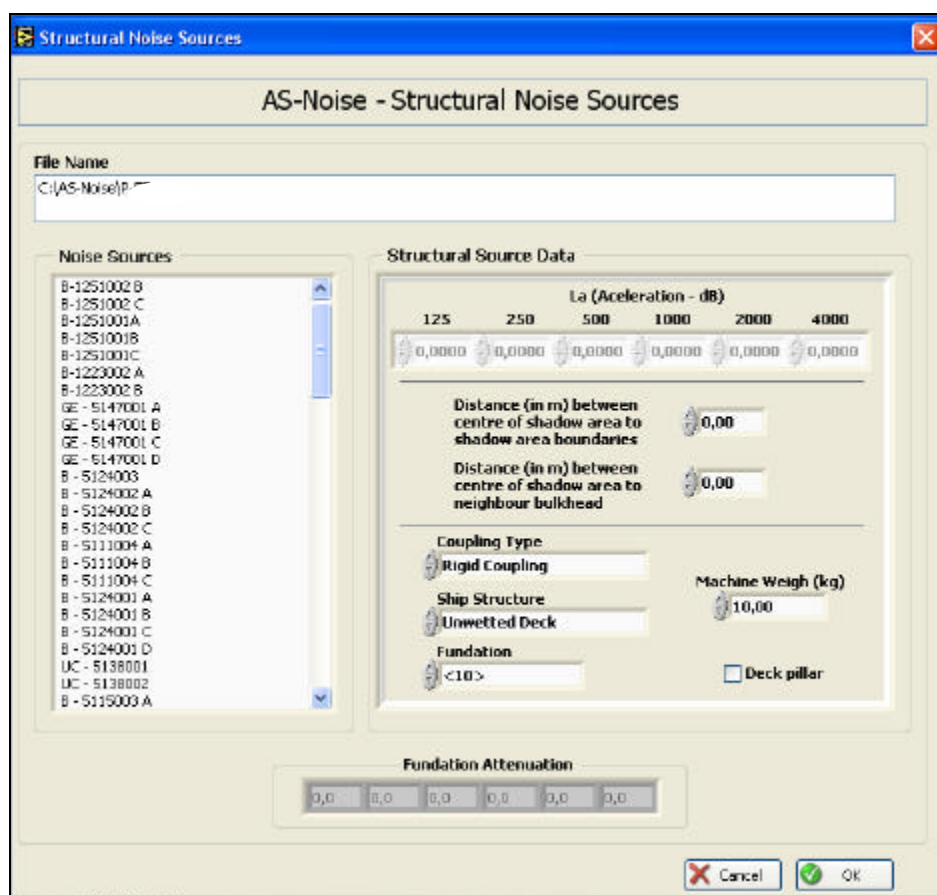 Structural Noise Sources
AS-Noise - Structural Noise Sources
File Name
C:\AS-Noise\P-
Noise Sources
B-1251002 B
B-1251002 C
B-1251001A
B-1251001B
B-1251001C
B-1223002 A
B-1223002 B
GE - 5147001 A
GE - 5147001 B
GE - 5147001 C
GE - 5147001 D
B - 5124003
B - 5124002 A
B - 5124002 B
B - 5124002 C
B - 5111004 A
B - 5111004 B
B - 5111004 C
B - 5124001 A
B - 5124001 B
B - 5124001 C
B - 5124001 D
UC - 5138001
UC - 5138002
B - 5115003 A
Structural Source Data
La (Aceleration - dB)
125 250 500 1000 2000 4000
0,0000 0,0000 0,0000 0,0000 0,0000 0,0000
Distance (in m) between
centre of shadow area to
shadow area boundaries
0,00
Distance (in m) between
centre of shadow area to
neighbour bulkhead
0,00
Coupling Type
Rigid Coupling
Ship Structure
Unwetted Deck
Fundation
<10>
Machine Weigh (kg)
10,00
Deck pillar
Fundation Attenuation
0,0 0,0 0,0 0,0 0,0 0,0
Cancel OK